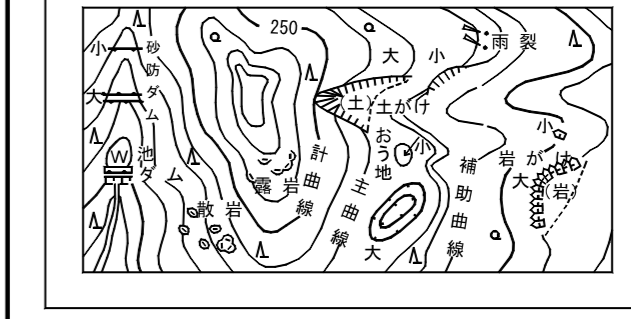 250
小
砂防ダム
大
池
W
ダム
露岩
散岩
計曲線
主曲線
補助曲線
大
小
雨裂
(土)
土がけ
おう地
小
大
小
岩がけ
大
(岩)